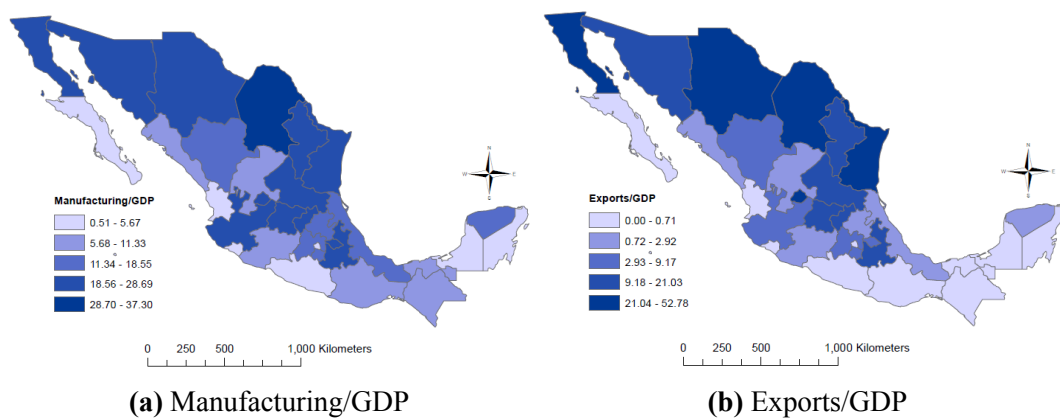 N
W E
S
Manufacturing/GDP
0.51 - 5.67
5.68 - 11.33
11.34 - 18.55
18.56 - 28.69
28.70 - 37.30
0 250 500 1,000 Kilometers
(a) Manufacturing/GDP
N
W E
S
Exports/GDP
0.00 - 0.71
0.72 - 2.92
2.93 - 9.17
9.18 - 21.03
21.04 - 52.78
0 250 500 1,000 Kilometers
(b) Exports/GDP